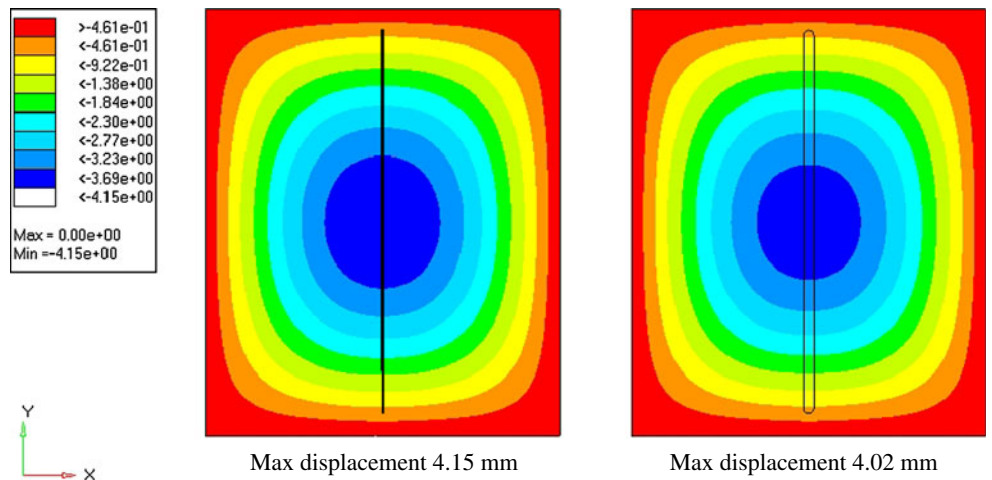 >-4.61e-01
<-4.61e-01
<-9.22e-01
<-1.38e+00
<-1.84e+00
<-2.30e+00
<-2.77e+00
<-3.23e+00
<-3.69e+00
<-4.15e+00
Max = 0.00e+00
Min =-4.15e+00
Y
X
Max displacement 4.15 mm
Max displacement 4.02 mm